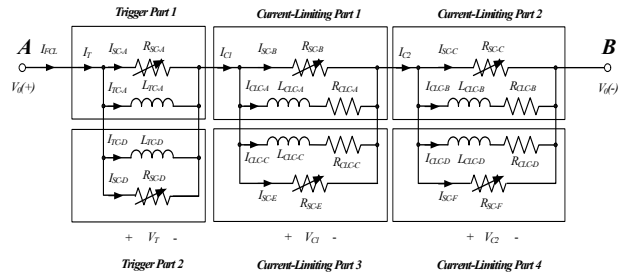 Trigger Part 1 Current-Limiting Part 1 Current-Limiting Part 2
A I_FCL I_T I_SC-A R_SC-A I_C1 I_SC-B R_SC-B I_C2 I_SC-C R_SC-C B
V_0(+) I_TC-A L_TC-A I_CLC-A L_CLC-A R_CLC-A I_CLC-B L_CLC-B R_CLC-B V_0(-)
I_TC-D L_TC-D I_CLC-C L_CLC-C R_CLC-C I_CLC-D L_CLC-D R_CLC-D
I_SC-D R_SC-D I_SC-E R_SC-E I_SC-F R_SC-F
+ V_T - + V_C1 - + V_C2 -
Trigger Part 2 Current-Limiting Part 3 Current-Limiting Part 4